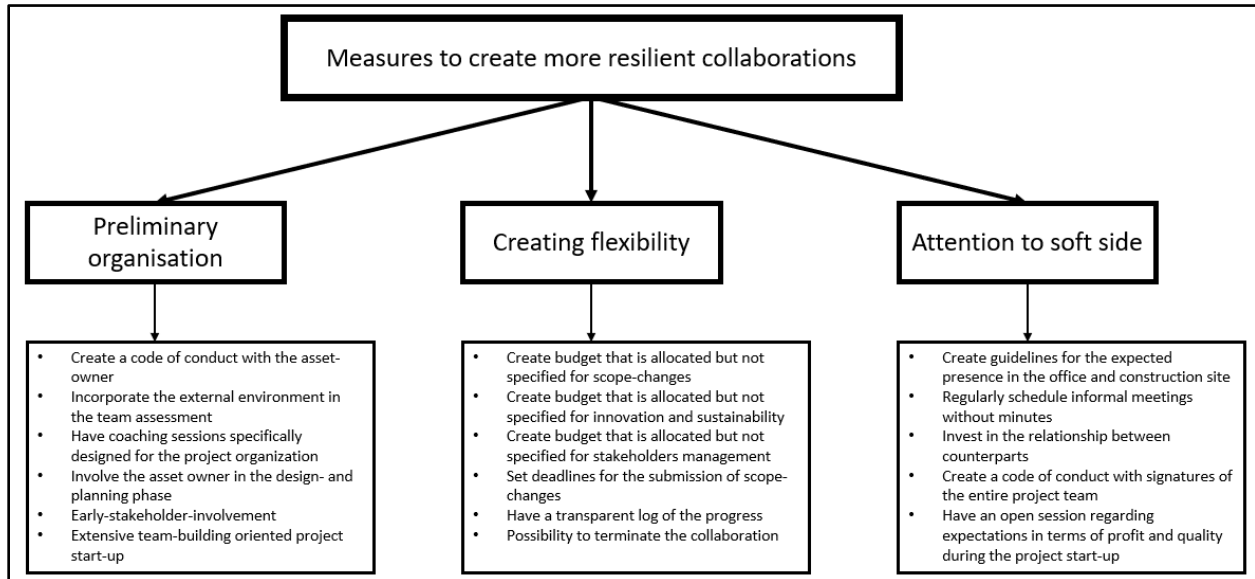 Measures to create more resilient collaborations
Preliminary
organisation
Creating flexibility
Attention to soft side
• Create a code of conduct with the asset-
owner
• Incorporate the external environment in
the team assessment
• Have coaching sessions specifically
designed for the project organization
• Involve the asset owner in the design- and
planning phase
• Early-stakeholder-involvement
• Extensive team-building oriented project
start-up
• Create budget that is allocated but not
specified for scope-changes
• Create budget that is allocated but not
specified for innovation and sustainability
• Create budget that is allocated but not
specified for stakeholders management
• Set deadlines for the submission of scope-
changes
• Have a transparent log of the progress
• Possibility to terminate the collaboration
• Create guidelines for the expected
presence in the office and construction site
• Regularly schedule informal meetings
without minutes
• Invest in the relationship between
counterparts
• Create a code of conduct with signatures of
the entire project team
• Have an open session regarding
expectations in terms of profit and quality
during the project start-up